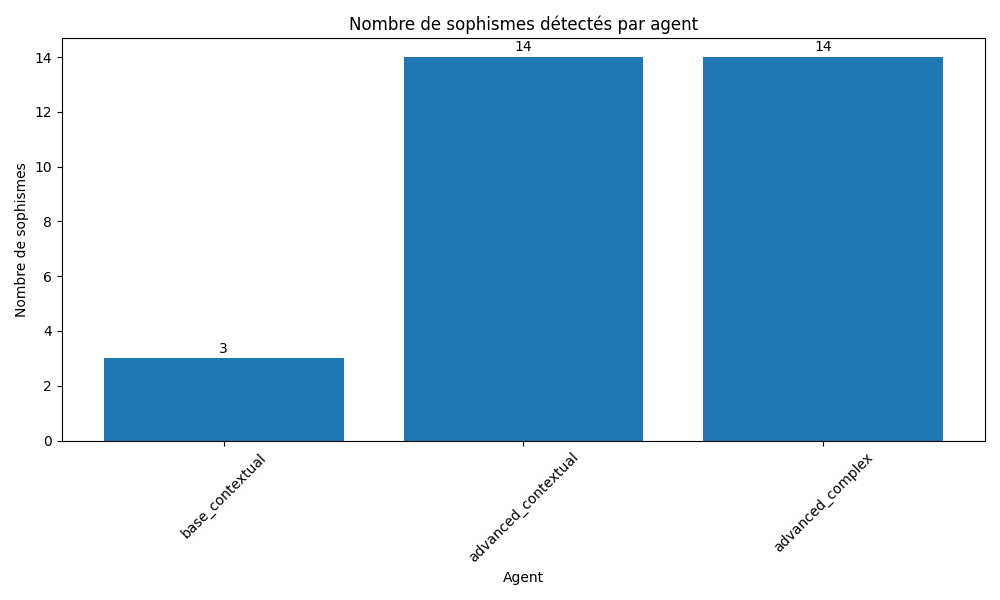 Nombre de sophismes détectés par agent
14
14
3
Nombre de sophismes
14
12
10
8
6
4
2
0
base_contextual
advanced_contextual
advanced_complex
Agent